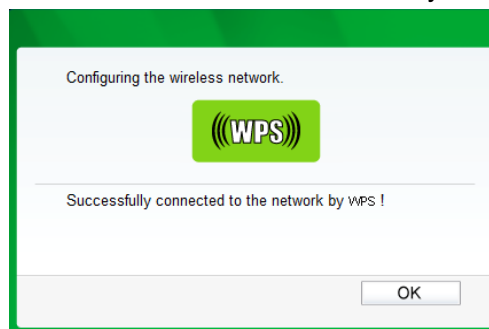 Configuring the wireless network.
(((WPS)))
Successfully connected to the network by WPS !
OK